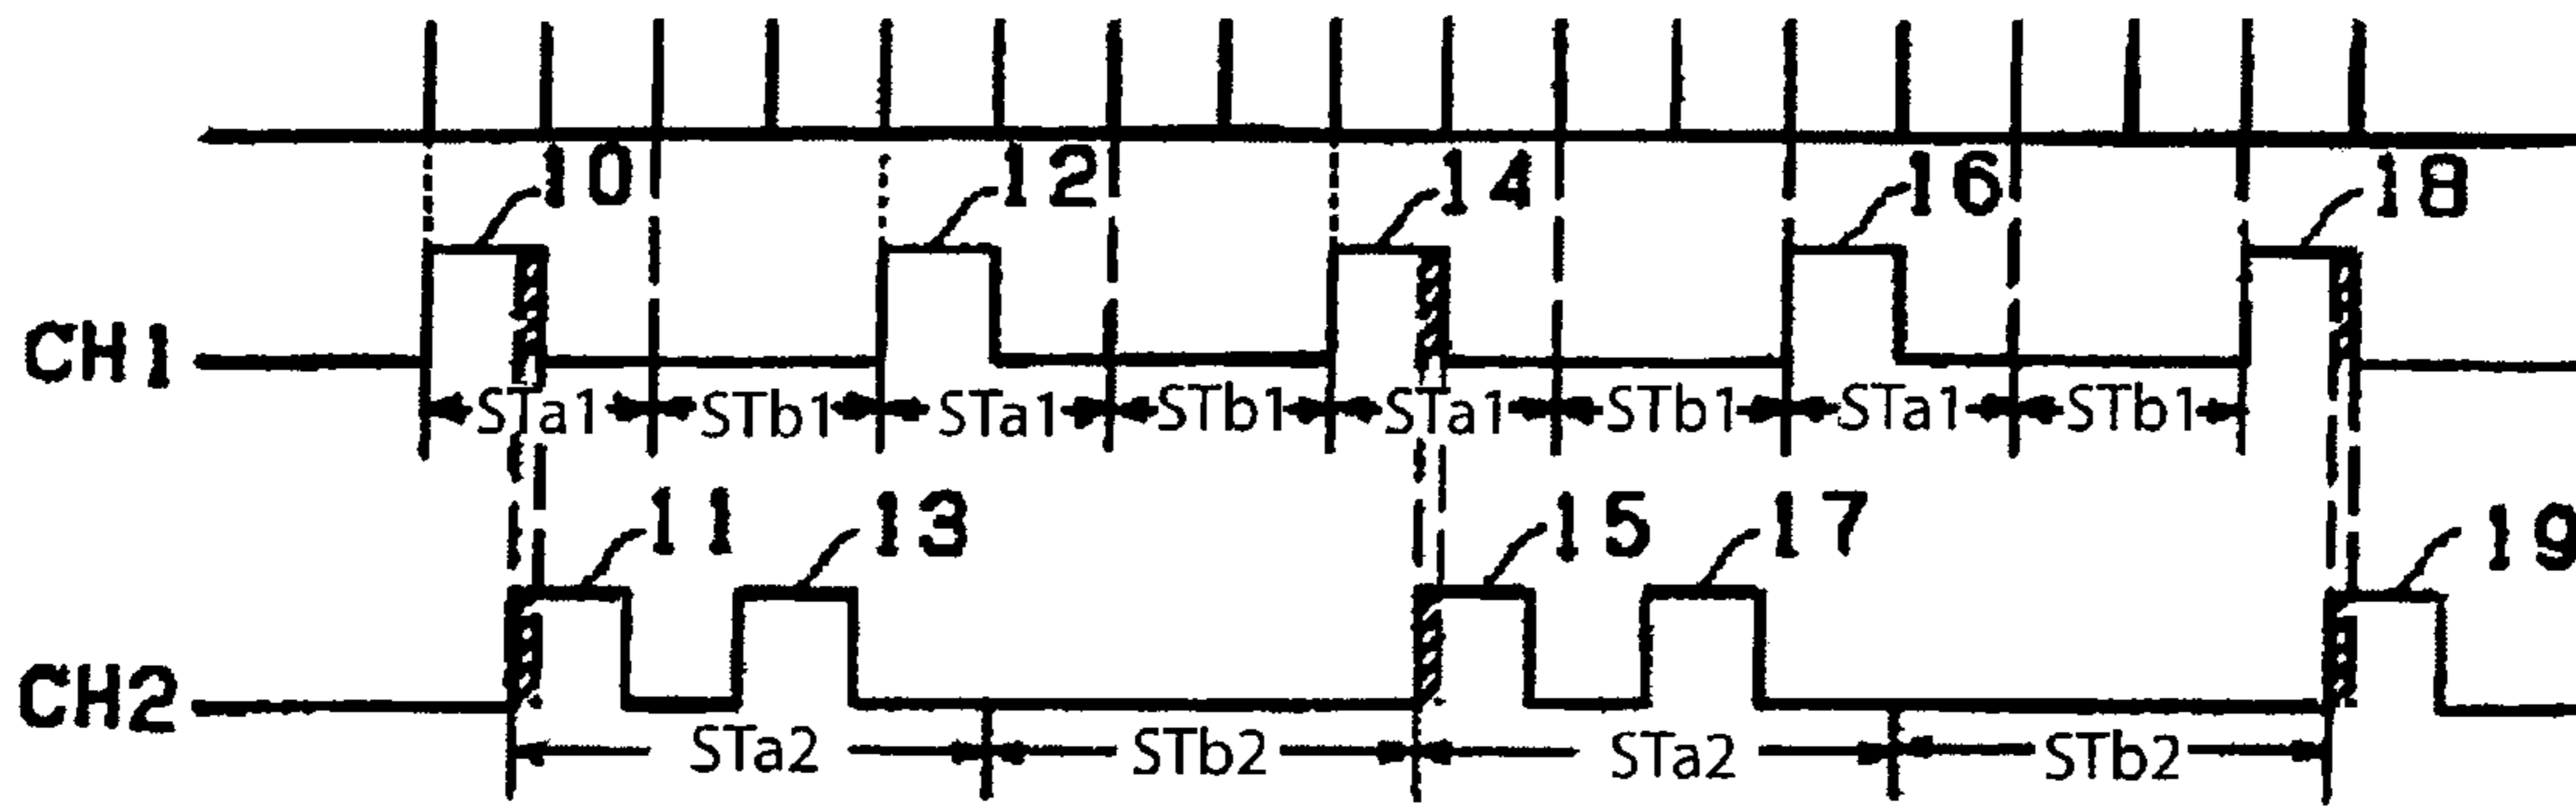 10 12 14 16 18
CH1
STa1 STb1 STa1 STb1 STa1 STb1 STa1 STb1
11 13 15 17 19
CH2
STa2 STb2 STa2 STb2